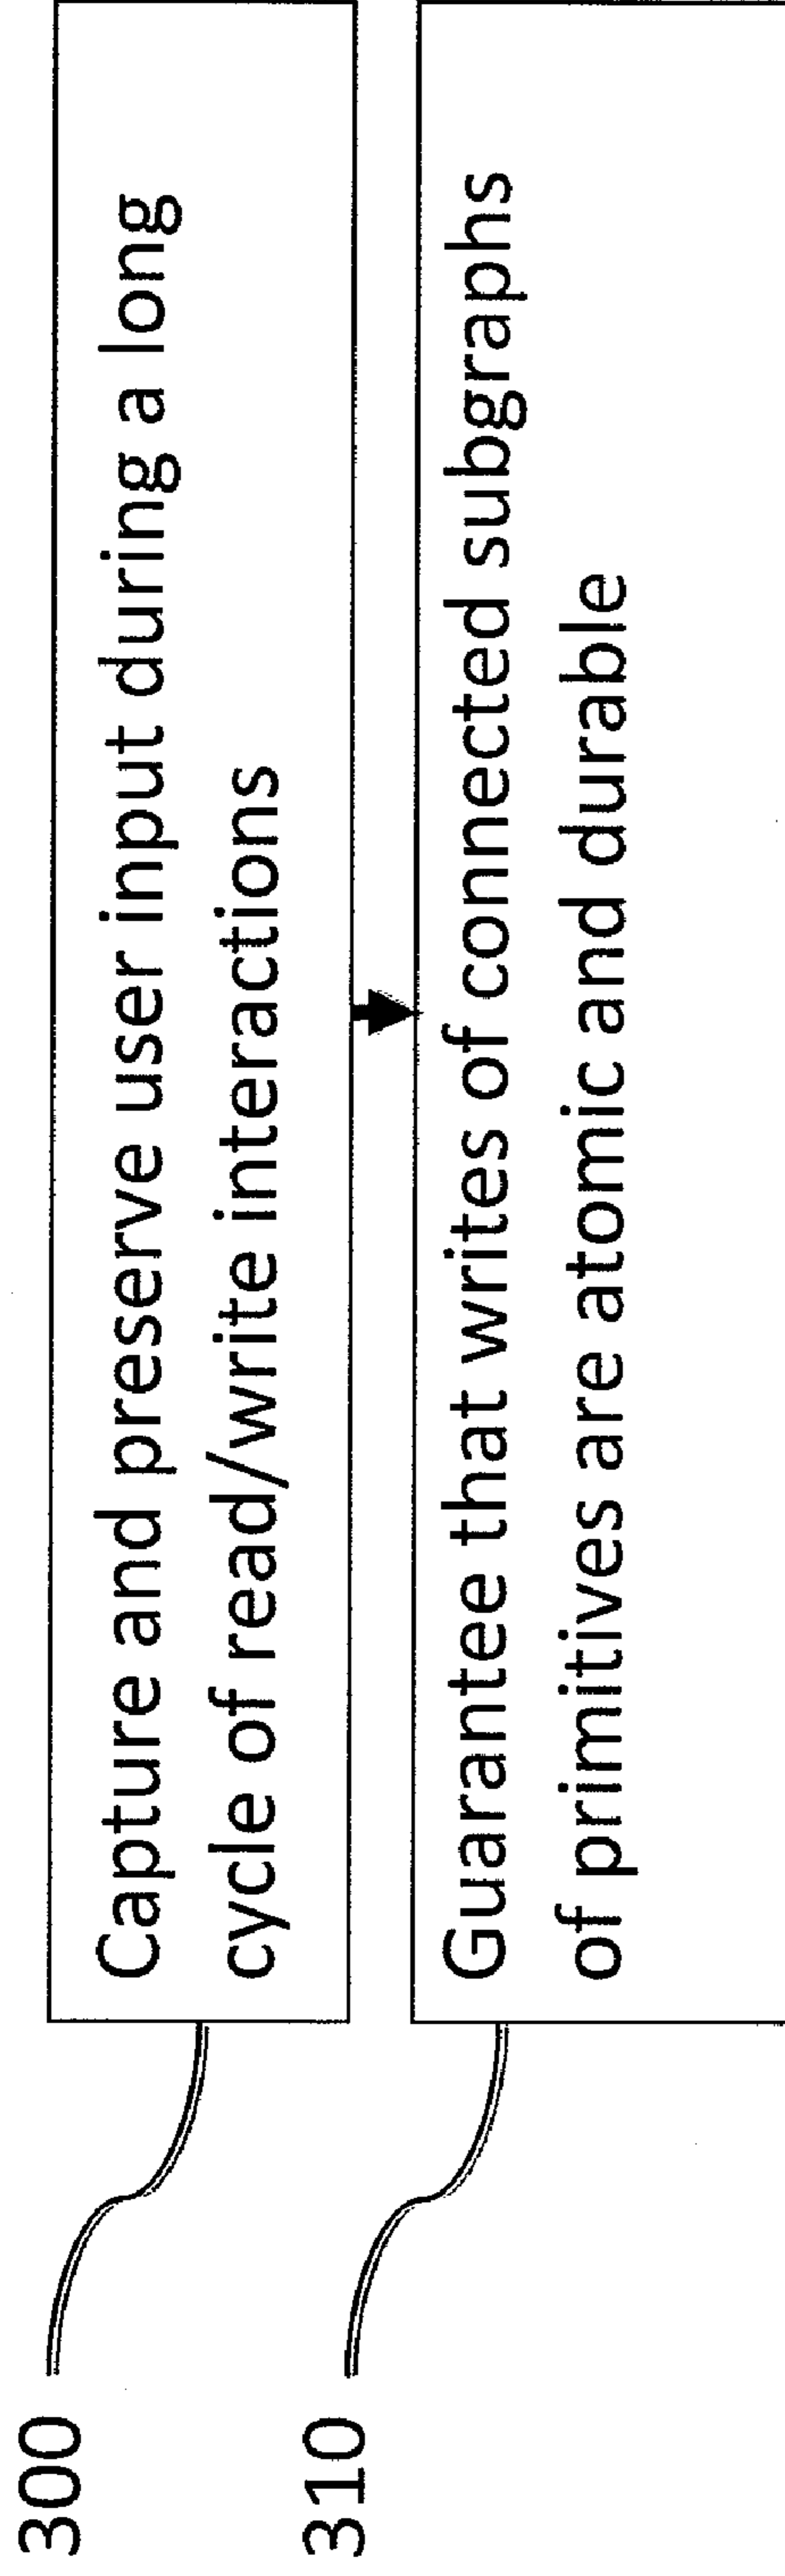 300
Capture and preserve user input during a long
cycle of read/write interactions
310
Guarantee that writes of connected subgraphs
of primitives are atomic and durable